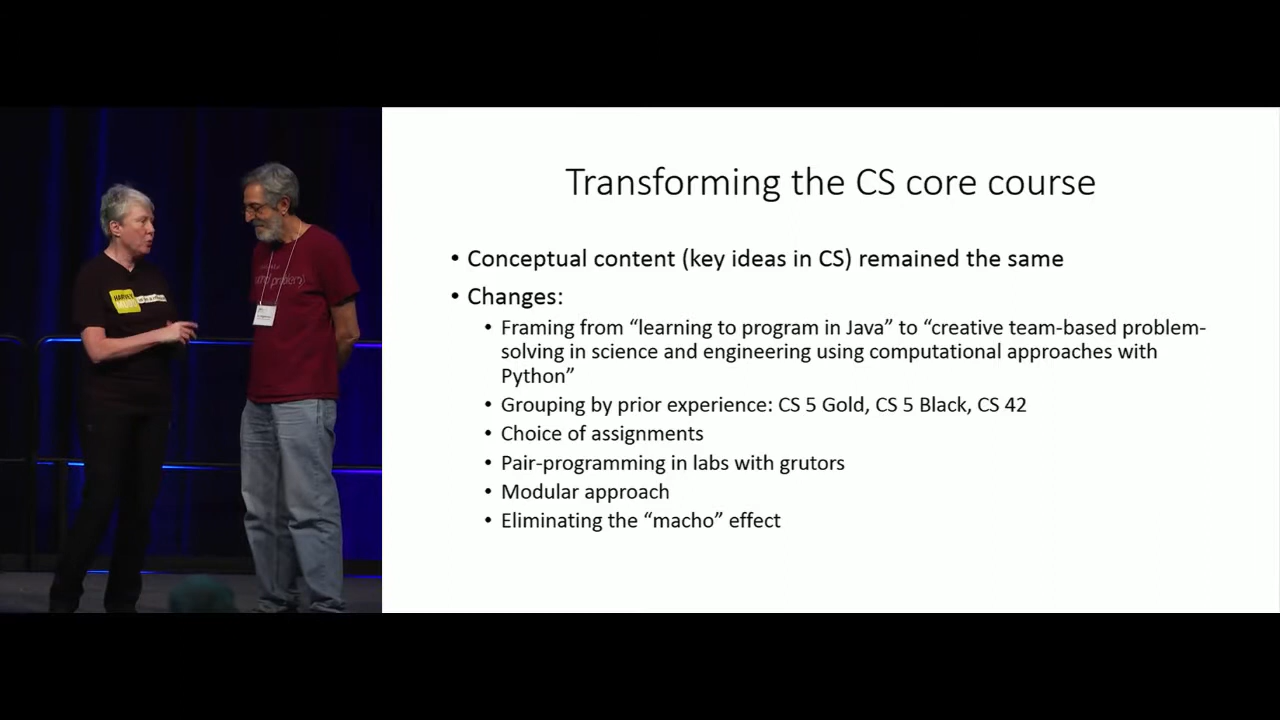 Transforming the CS core course
• Conceptual content (key ideas in CS) remained the same
• Changes:
• Framing from “learning to program in Java” to “creative team-based problem-
solving in science and engineering using computational approaches with
Python”
• Grouping by prior experience: CS 5 Gold, CS 5 Black, CS 42
• Choice of assignments
• Pair-programming in labs with grutors
• Modular approach
• Eliminating the “macho” effect